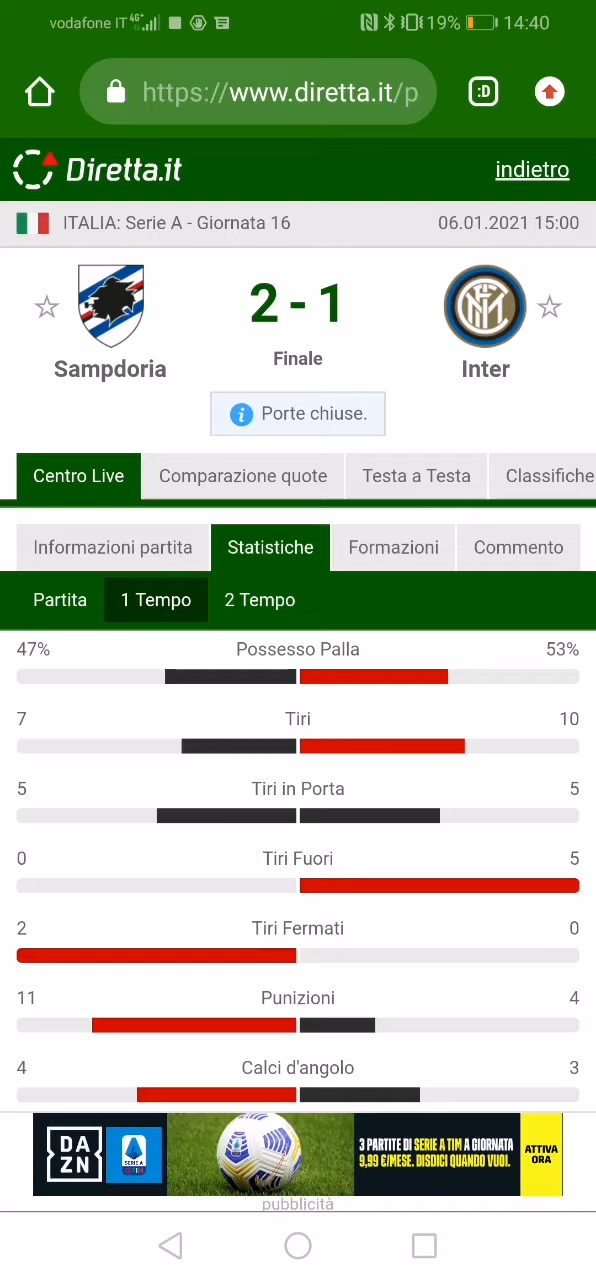 vodafone IT 4G+ 19% 14:40
https://www.diretta.it/p
:D
Diretta.it indietro
ITALIA: Serie A - Giornata 16 06.01.2021 15:00
2 - 1
Finale
Sampdoria Inter
i Porte chiuse.
Centro Live Comparazione quote Testa a Testa Classifiche
Informazioni partita Statistiche Formazioni Commento
Partita 1 Tempo 2 Tempo
47% Possesso Palla 53%
7 Tiri 10
5 Tiri in Porta 5
0 Tiri Fuori 5
2 Tiri Fermati 0
11 Punizioni 4
4 Calci d'angolo 3
DA
ZN
SERIE A
TIM
3 PARTITE DI SERIE A TIM A GIORNATA
9,99 €/MESE. DISDICI QUANDO VUOI.
ATTIVA
ORA
pubblicità